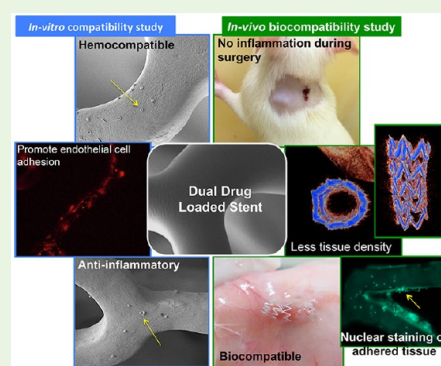 In-vitro compatibility study
In-vivo biocompatibility study
Hemocompatible
No inflammation during
surgery
Promote endothelial cell
adhesion
Dual Drug
Loaded Stent
Less tissue density
Anti-inflammatory
Biocompatible
Nuclear staining o
adhered tissue